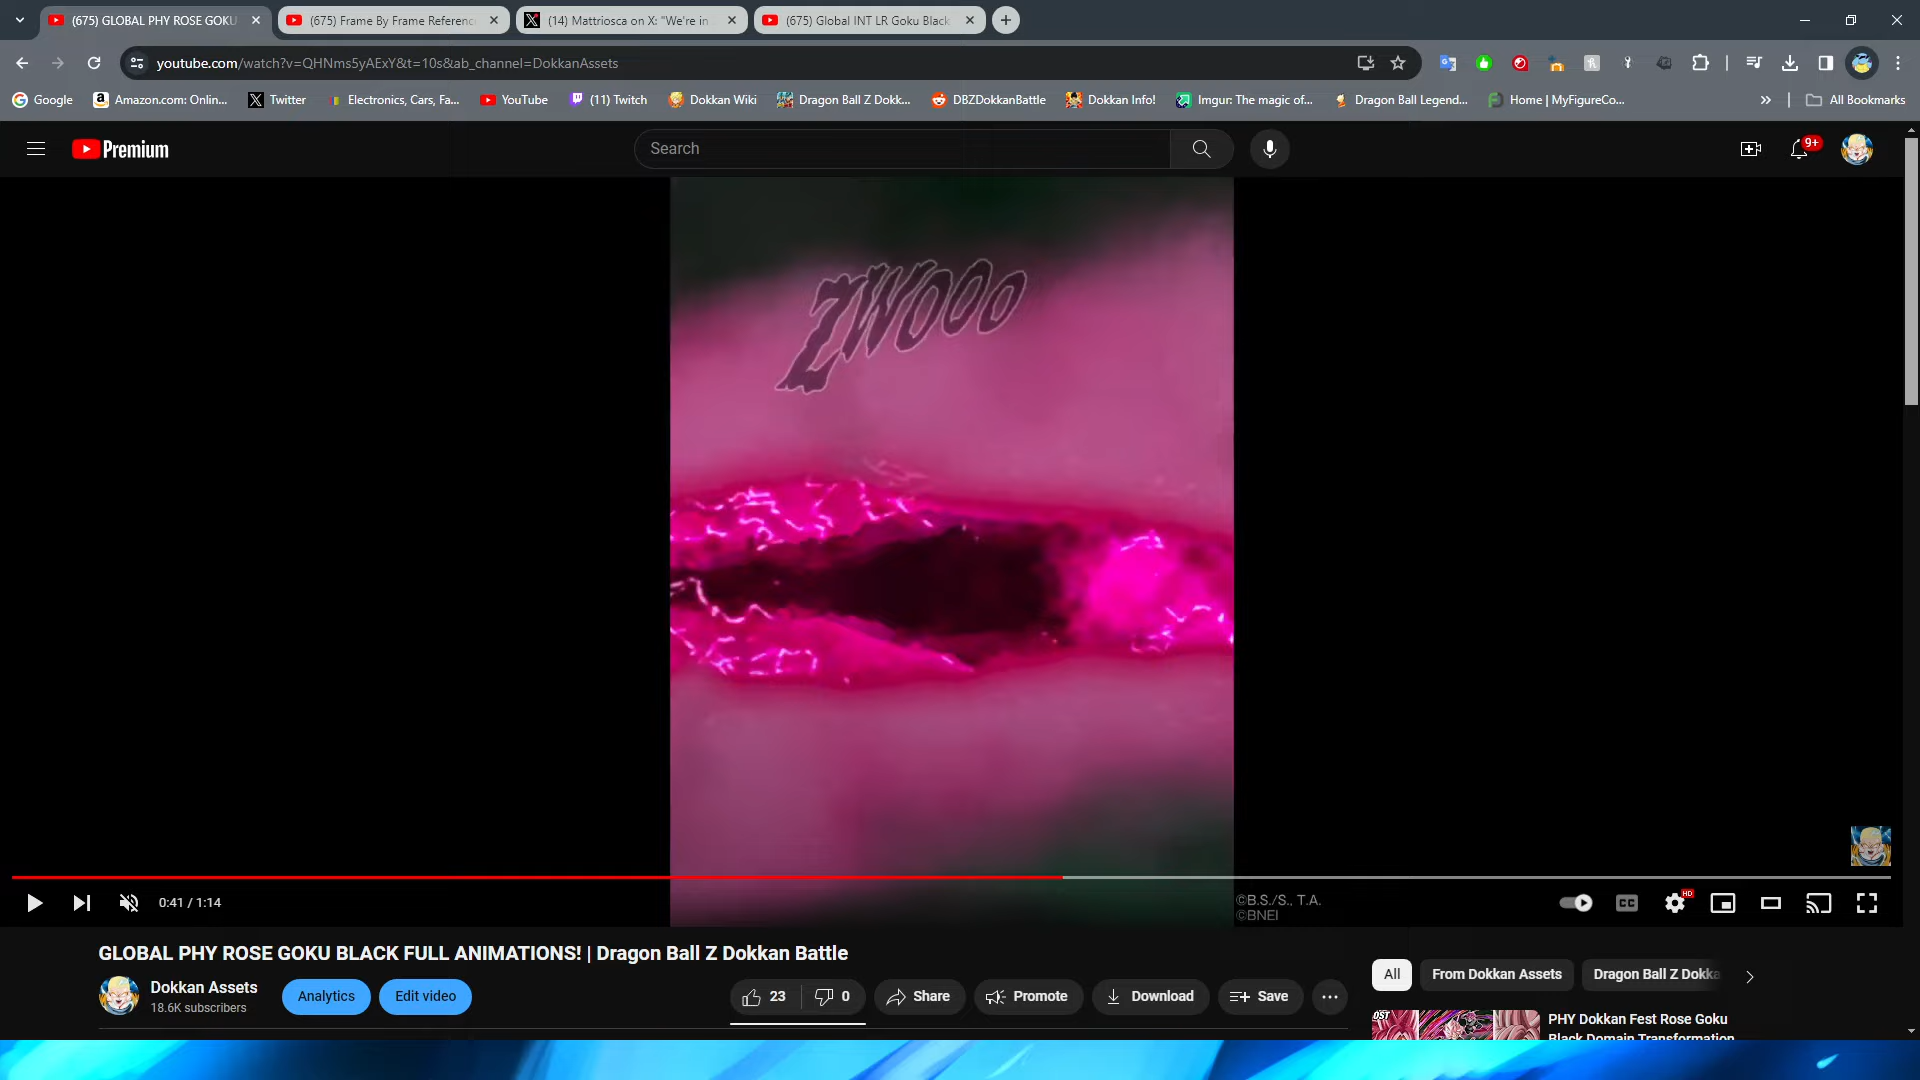 (675) GLOBAL PHY ROSE GOKU
(675) Frame By Frame Referenc
(14) Mattriosca on X: "We're in
(675) Global INT LR Goku Black
youtube.com/watch?v=QHNms5yAExY&t=10s&ab_channel=DokkanAssets
Google
Amazon.com: Onlin...
Twitter
Electronics, Cars, Fa...
YouTube
(11) Twitch
Dokkan Wiki
Dragon Ball Z Dokk...
DBZDokkanBattle
Dokkan Info!
Imgur: The magic of...
Dragon Ball Legend...
Home | MyFigureCo...
All Bookmarks
Premium
Search
9+
ZWOOO
0:41 / 1:14
©B.S./S., T.A.
©BNEI
CC
HD
GLOBAL PHY ROSE GOKU BLACK FULL ANIMATIONS! | Dragon Ball Z Dokkan Battle
Dokkan Assets
18.6K subscribers
Analytics
Edit video
23
0
Share
Promote
Download
Save
All
From Dokkan Assets
Dragon Ball Z Dokka
OST
PHY Dokkan Fest Rose Goku
Black Domain Transformation